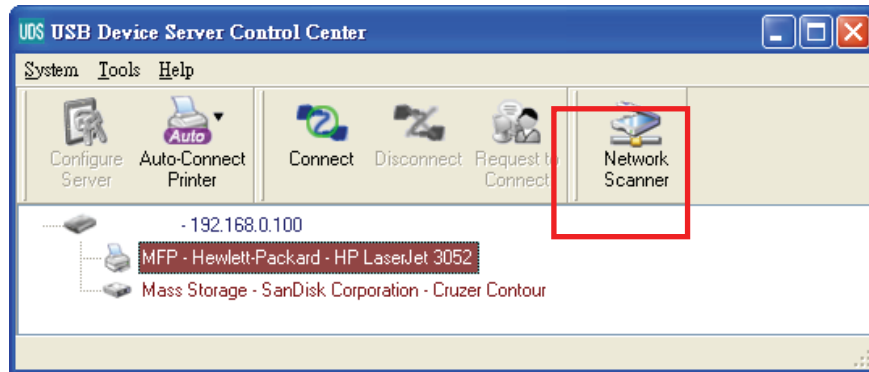 UDS USB Device Server Control Center
System Tools Help
Auto
Configure Server
Auto-Connect Printer
Connect
Disconnect
Request to Connect
Network Scanner
- 192.168.0.100
MFP - Hewlett-Packard - HP LaserJet 3052
Mass Storage - SanDisk Corporation - Cruzer Contour